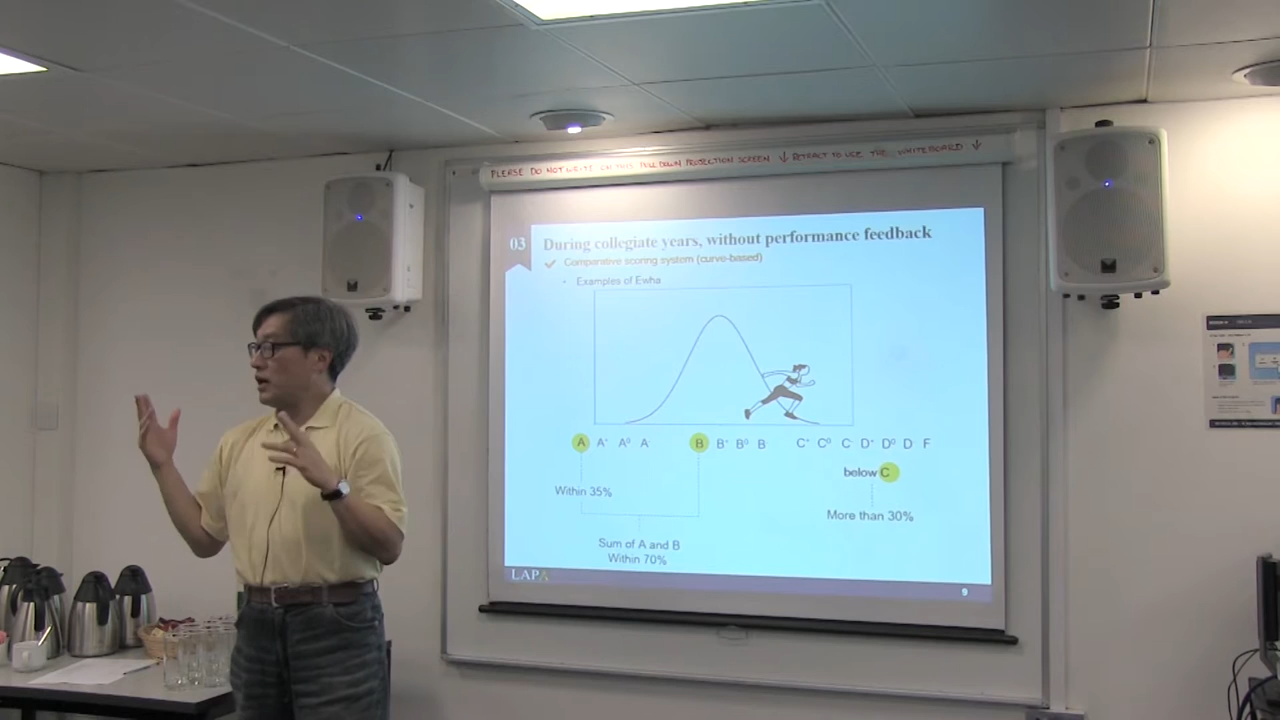 PLEASE DO NOT WRITE ON THIS PULL DOWN PROJECTION SCREEN ↓ RETRACT TO USE THE WHITEBOARD ↓
03 During collegiate years, without performance feedback
✓ Comparative scoring system (curve-based)
- Examples of Ewha
A A⁺ A⁰ A⁻ B B⁺ B⁰ B⁻ C⁺ C⁰ C⁻ D⁺ D⁰ D⁻ F
below C
Within 35%
More than 30%
Sum of A and B
Within 70%
LAPA
9